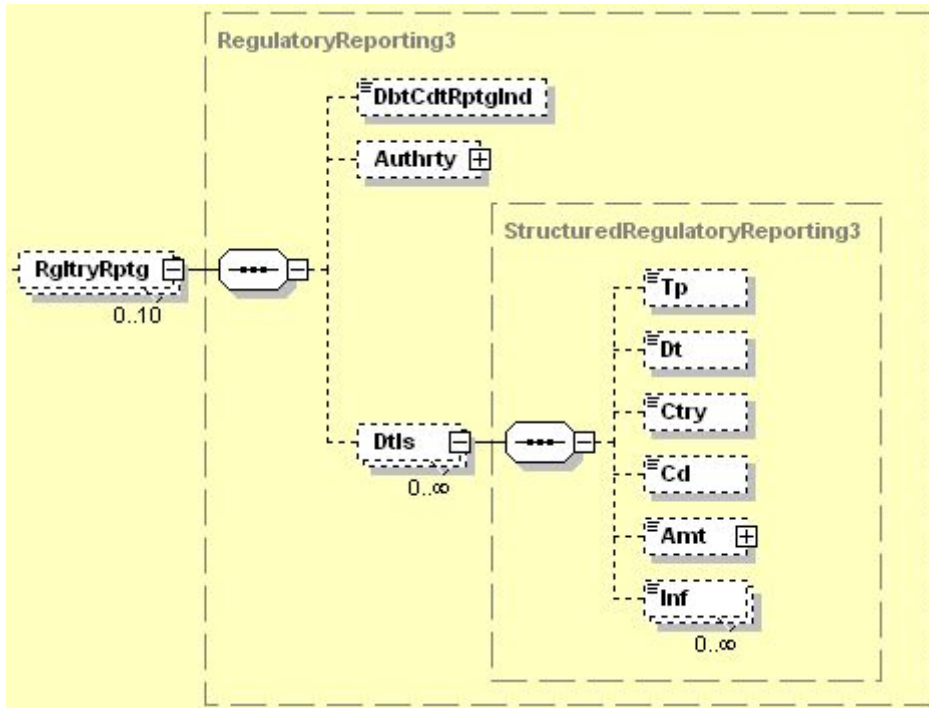 RegulatoryReporting3
DbtCdtRptgInd
Authrty
StructuredRegulatoryReporting3
RgltryRptg
0..10
Tp
Dt
Ctry
Dtls
0..∞
Cd
Amt
Inf
0..∞